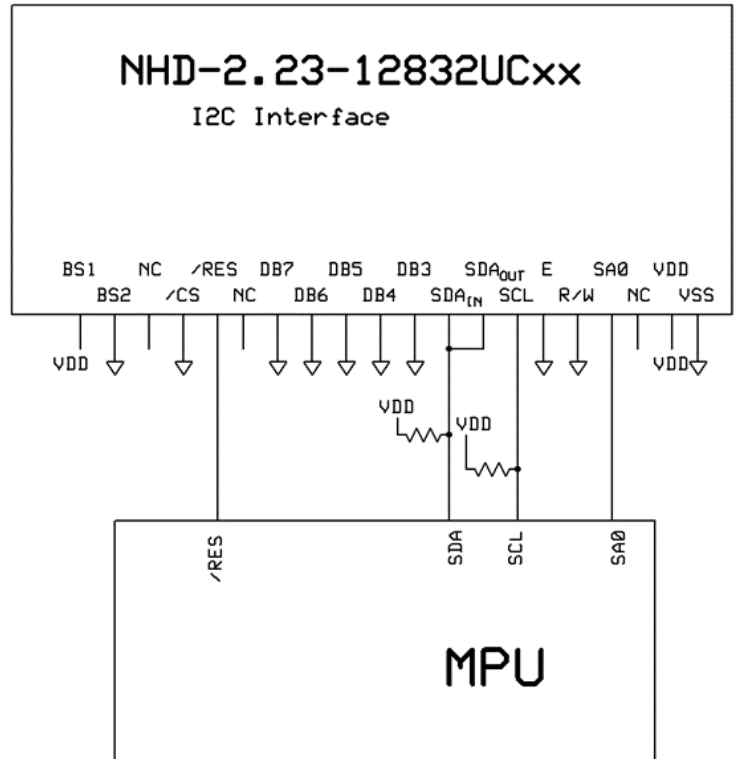 NHD-2.23-12832UCxx
I2C Interface
BS1 NC /RES DB7 DB5 DB3 SDAOUT E SA0 VDD
BS2 /CS NC DB6 DB4 SDAIN SCL R/W NC VSS
VDD VDD
VDD
VDD
/RES SDA SCL SA0
MPU